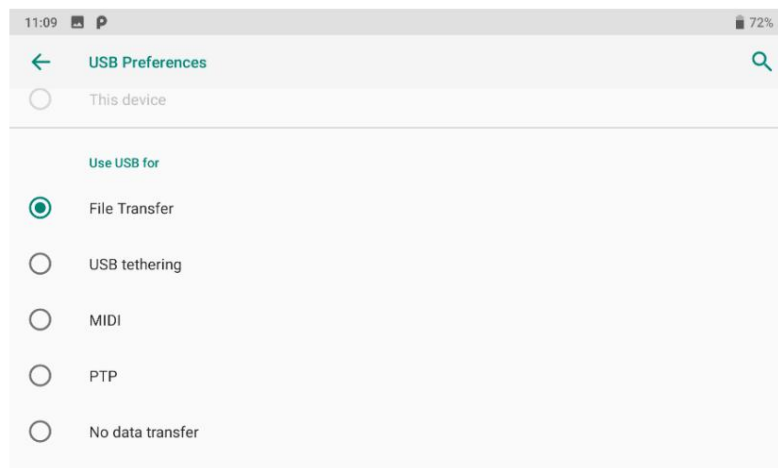 11:09 72%
USB Preferences
This device
Use USB for
File Transfer
USB tethering
MIDI
PTP
No data transfer